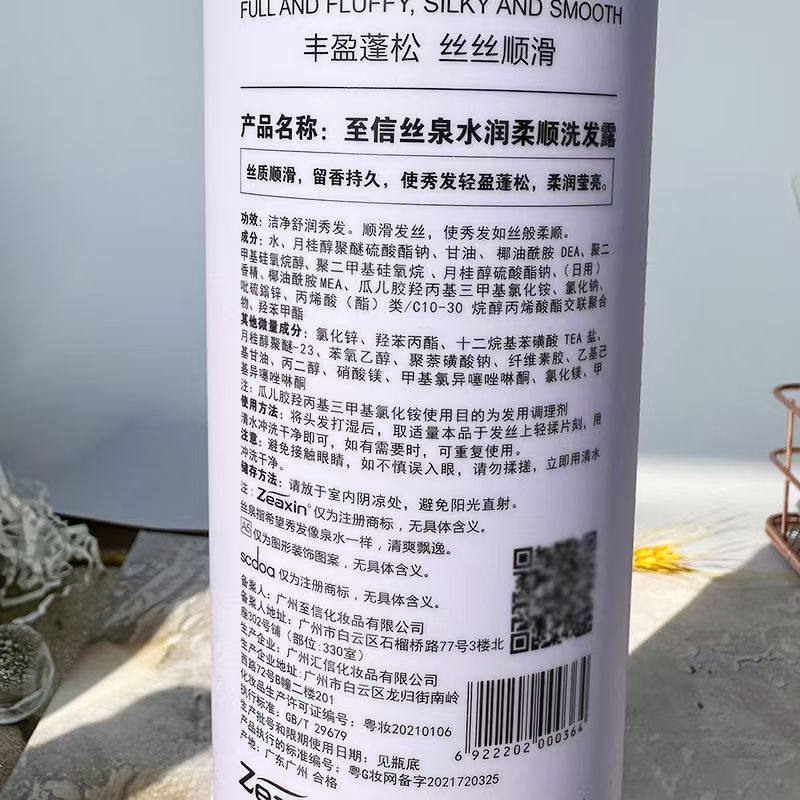 FULL AND FLUFFY, SILKY AND SMOOTH
丰盈蓬松 丝丝顺滑
产品名称：至信丝泉水润柔顺洗发露
丝质顺滑，留香持久，使秀发轻盈蓬松，柔润莹亮。
功效：洁净舒润秀发。顺滑发丝，使秀发如丝般柔顺。
成分：水、月桂醇聚醚硫酸酯钠、甘油、椰油酰胺 DEA、聚二
甲基硅氧烷醇、聚二甲基硅氧烷、月桂醇硫酸酯钠、（日用）
香精、椰油酰胺MEA、瓜儿胶羟丙基三甲基氯化铵、氯化钠、
吡硫鎓锌、丙烯酸（酯）类/C10-30 烷醇丙烯酸酯交联聚合
物、羟苯甲酯
其他微量成分：氯化锌、羟苯丙酯、十二烷基苯磺酸 TEA 盐、
月桂醇聚醚-23、苯氧乙醇、聚萘磺酸钠、纤维素胶、乙基己
基甘油、丙二醇、硝酸镁、甲基氯异噻唑啉酮、氯化镁、甲
基异噻唑啉酮
注：瓜儿胶羟丙基三甲基氯化铵使用目的为发用调理剂
使用方法：将头发打湿后，取适量本品于发丝上轻揉片刻，用
清水冲洗干净即可，如有需要时，可重复使用。
注意：避免接触眼睛，如不慎误入眼，请勿揉搓，立即用清水
冲洗干净。
储存方法：请放于室内阴凉处，避免阳光直射。
注：Zeaxin® 仅为注册商标，无具体含义。
丝泉指希望秀发像泉水一样，清爽飘逸。
AS 仅为图形装饰图案，无具体含义。
scdoa 仅为注册商标，无具体含义。
备案人：广州至信化妆品有限公司
备案人地址：广州市白云区石榴桥路77号3楼北
座302号铺（部位:330室）
生产企业：广州汇信化妆品有限公司
生产企业地址：广州市白云区龙归街南岭
西路72号B幢二楼201
化妆品生产许可证编号：粤妆20210106
执行标准：GB/T 29679
生产批号和限期使用日期：见瓶底
产品执行的标准编号：粤G妆网备字2021720325
产地：广东广州 合格
6 922202 000364
Zeaxin